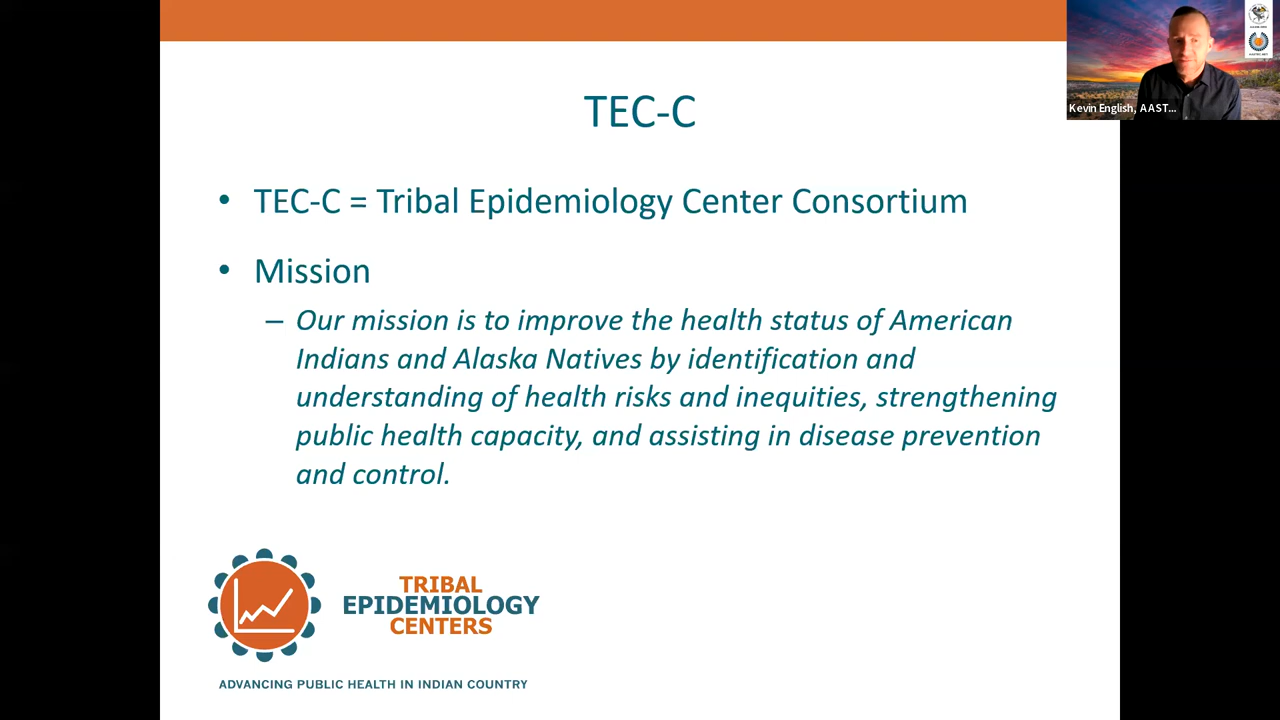 TEC-C
• TEC-C = Tribal Epidemiology Center Consortium
• Mission
– Our mission is to improve the health status of American
Indians and Alaska Natives by identification and
understanding of health risks and inequities, strengthening
public health capacity, and assisting in disease prevention
and control.
TRIBAL
EPIDEMIOLOGY
CENTERS
ADVANCING PUBLIC HEALTH IN INDIAN COUNTRY
Kevin English, AAST...